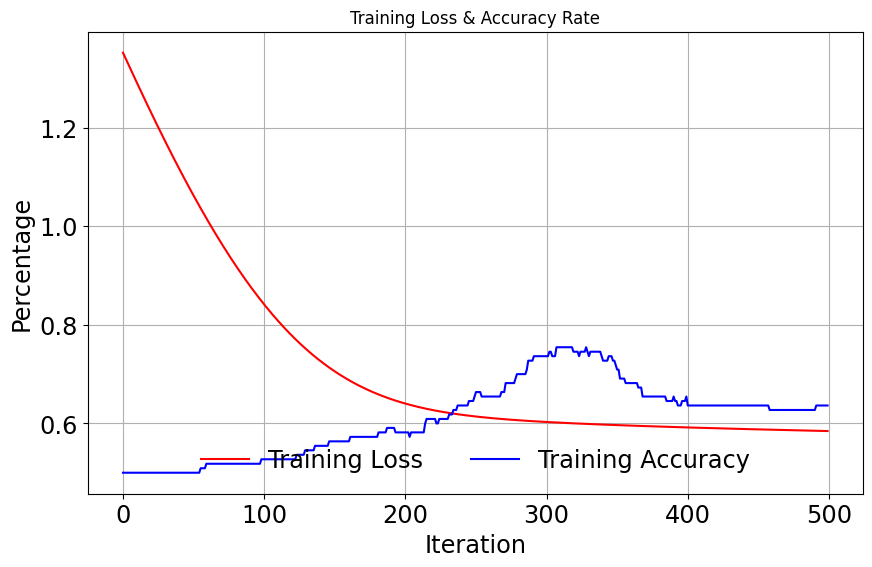 Training Loss & Accuracy Rate
Percentage
1.2
1.0
0.8
0.6
Training Loss Training Accuracy
0 100 200 300 400 500
Iteration